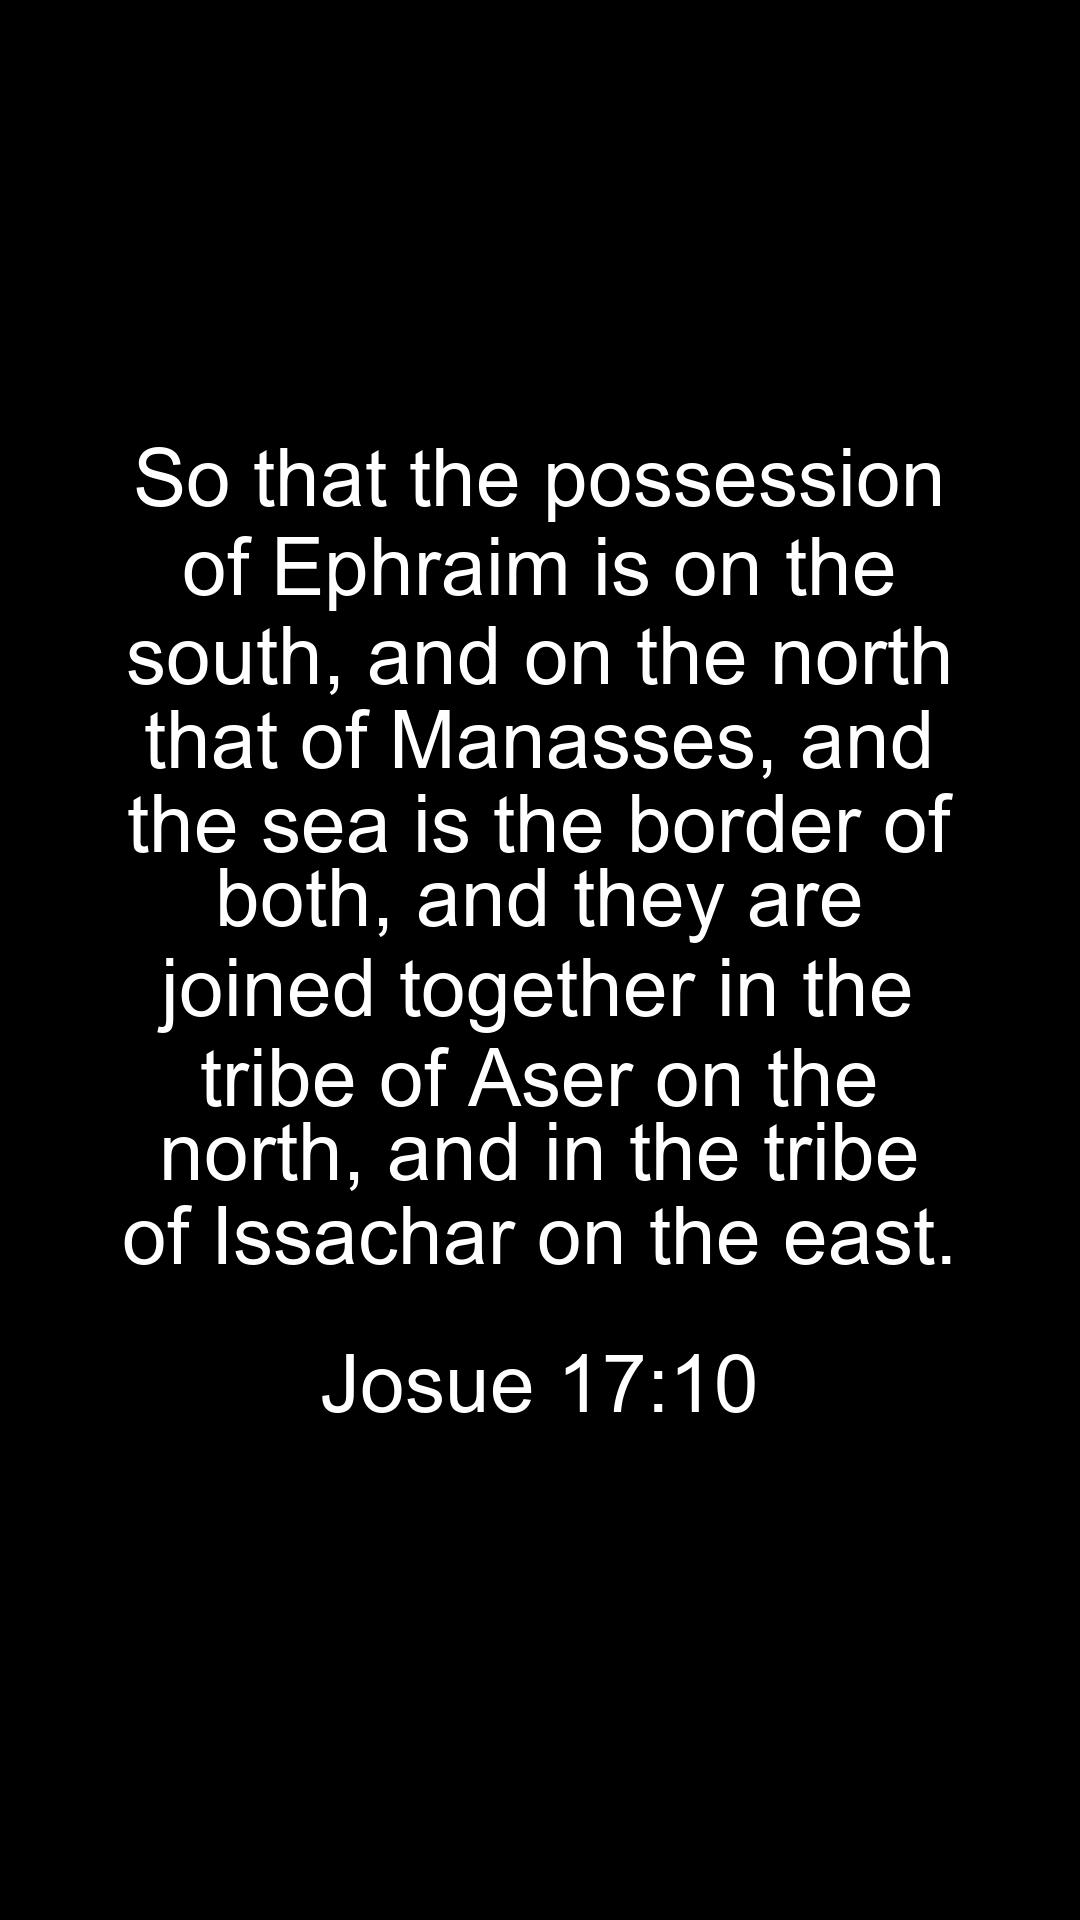 So that the possession
of Ephraim is on the
south, and on the north
that of Manasses, and
the sea is the border of
both, and they are
joined together in the
tribe of Aser on the
north, and in the tribe
of Issachar on the east.
Josue 17:10